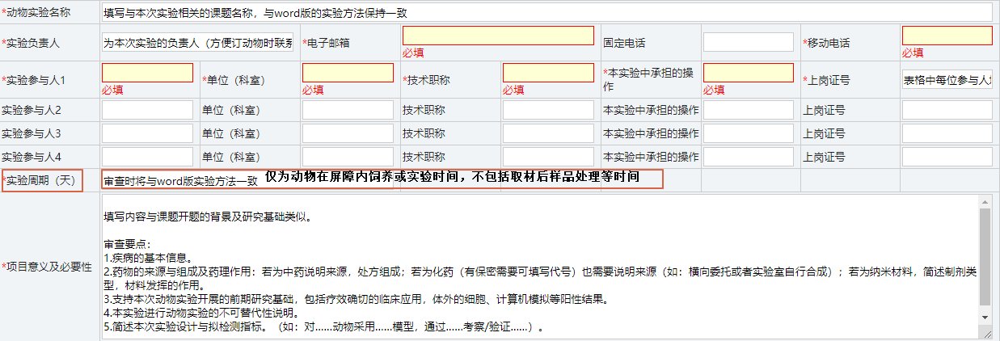 *动物实验名称 填写与本次实验相关的课题名称，与word版的实验方法保持一致
*实验负责人 为本次实验的负责人（方便订动物时联系 *电子邮箱 必填 固定电话 *移动电话 必填
*实验参与人1 必填 *单位（科室） 必填 *技术职称 必填 *本实验中承担的操作 必填 *上岗证号 表格中每位参与人
实验参与人2 单位（科室） 技术职称 本实验中承担的操作 上岗证号
实验参与人3 单位（科室） 技术职称 本实验中承担的操作 上岗证号
实验参与人4 单位（科室） 技术职称 本实验中承担的操作 上岗证号
*实验周期（天） 审查时将与word版实验方法一致 仅为动物在屏障内饲养或实验时间，不包括取材后样品处理等时间
*项目意义及必要性
填写内容与课题开题的背景及研究基础类似。
审查要点：
1.疾病的基本信息。
2.药物的来源与组成及药理作用：若为中药说明来源，处方组成；若为化药（有保密需要可填写代号）也需要说明来源（如：横向委托或者实验室自行合成）；若为纳米材料，简述制剂类
型，材料发挥的作用。
3.支持本次动物实验开展的前期研究基础，包括疗效确切的临床应用，体外的细胞、计算机模拟等阳性结果。
4.本实验进行动物实验的不可替代性说明。
5.简述本次实验设计与拟检测指标。（如：对……动物采用……模型，通过……考察/验证……）。